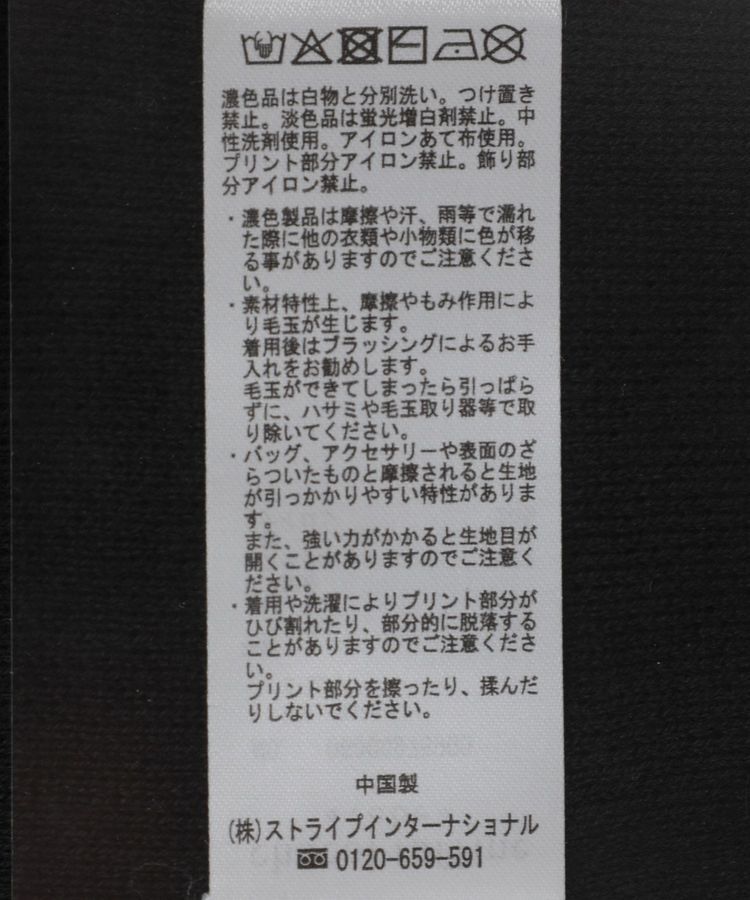 濃色品は白物と分別洗い。つけ置き
禁止。淡色品は蛍光増白剤禁止。中
性洗剤使用。アイロンあて布使用。
プリント部分アイロン禁止。飾り部
分アイロン禁止。
・濃色製品は摩擦や汗、雨等で濡れ
た際に他の衣類や小物類に色が移
る事がありますのでご注意くださ
い。
・素材特性上、摩擦やもみ作用によ
り毛玉が生じます。
着用後はブラッシングによるお手
入れをお勧めします。
毛玉ができてしまったら引っぱら
ずに、ハサミや毛玉取り器等で取
り除いてください。
・バッグ、アクセサリーや表面のざ
らついたものと摩擦されると生地
が引っかかりやすい特性がありま
す。
また、強い力がかかると生地目が
開くことがありますのでご注意く
ださい。
・着用や洗濯によりプリント部分が
ひび割れたり、部分的に脱落する
ことがありますのでご注意くださ
い。
プリント部分を擦ったり、揉んだ
りしないでください。
中国製
(株)ストライプインターナショナル
0120-659-591